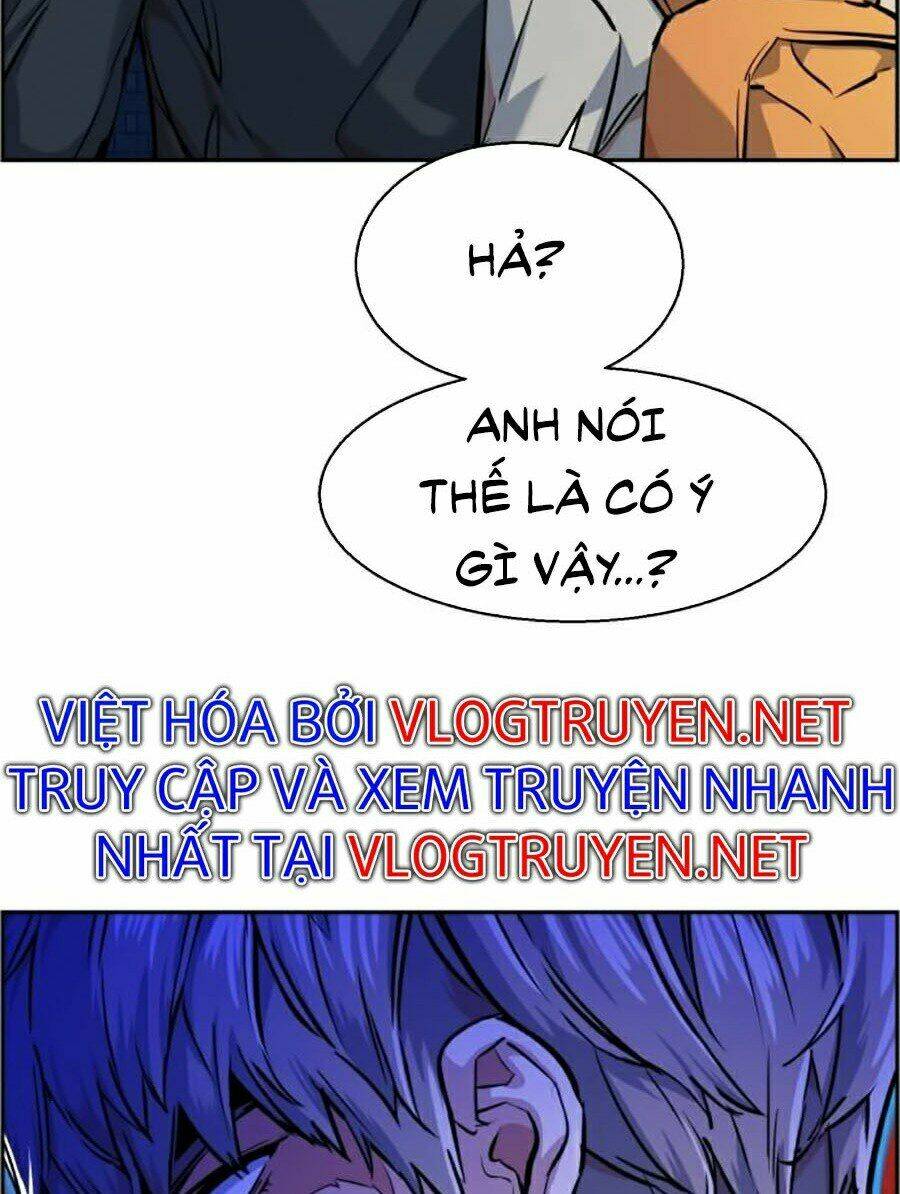 HẢ?
ANH NÓI
THẾ LÀ CÓ Ý
GÌ VẬY...?
VIỆT HÓA BỞI VLOGTRUYEN.NET
TRUY CẬP VÀ XEM TRUYỆN NHANH
NHẤT TẠI VLOGTRUYEN.NET